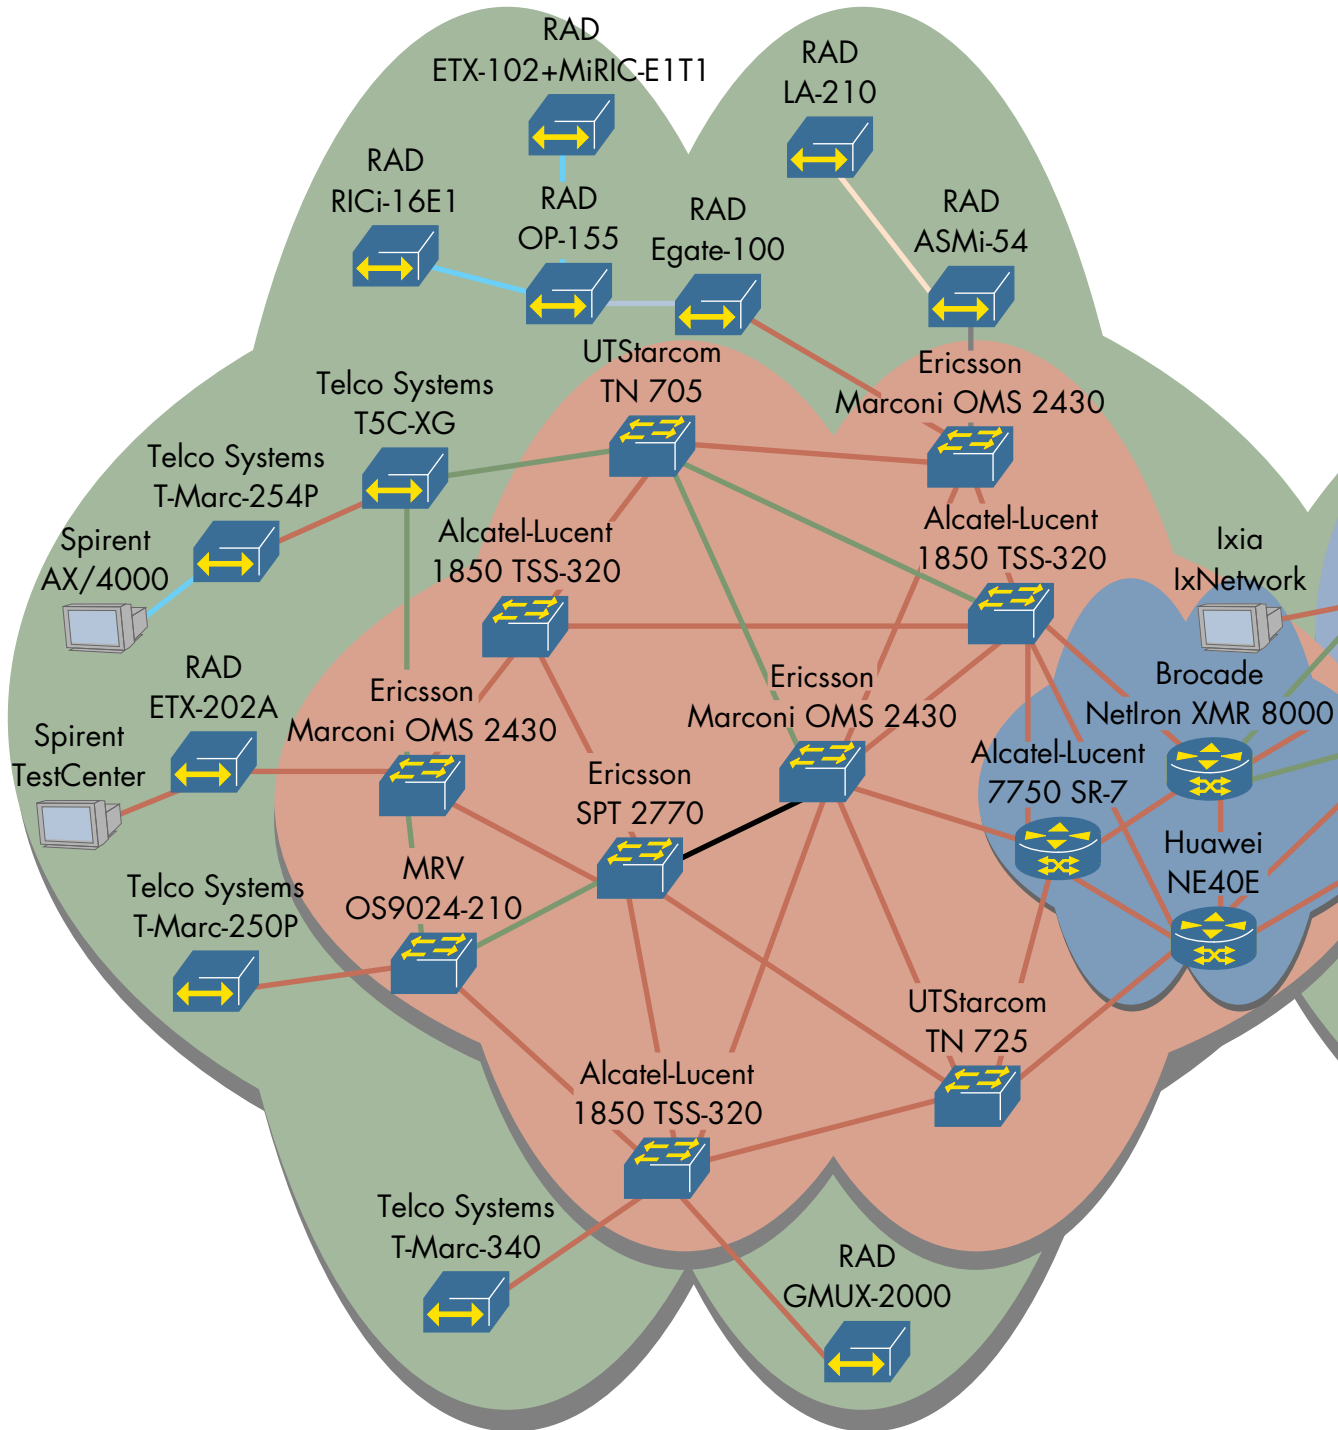 RAD
ETX-102+MiRIC-E1T1
RAD
LA-210
RAD
RICi-16E1
RAD
OP-155
RAD
Egate-100
RAD
ASMi-54
UTStarcom
TN 705
Ericsson
Marconi OMS 2430
Telco Systems
T5C-XG
Telco Systems
T-Marc-254P
Spirent
AX/4000
Alcatel-Lucent
1850 TSS-320
Alcatel-Lucent
1850 TSS-320
Ixia
IxNetwork
RAD
ETX-202A
Ericsson
Marconi OMS 2430
Ericsson
Marconi OMS 2430
Brocade
NetIron XMR 8000
Spirent
TestCenter
Ericsson
SPT 2770
Alcatel-Lucent
7750 SR-7
Huawei
NE40E
MRV
OS9024-210
Telco Systems
T-Marc-250P
UTStarcom
TN 725
Alcatel-Lucent
1850 TSS-320
Telco Systems
T-Marc-340
RAD
GMUX-2000